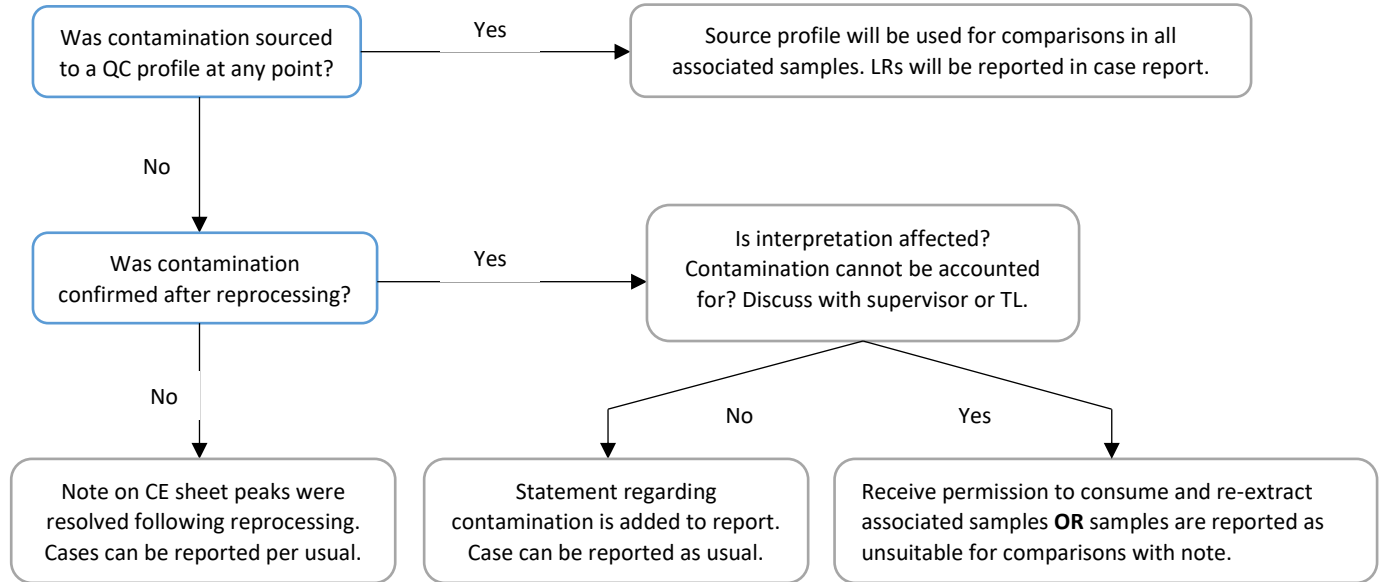 Was contamination sourced
to a QC profile at any point?
Yes
Source profile will be used for comparisons in all
associated samples. LRs will be reported in case report.
No
Was contamination
confirmed after reprocessing?
Yes
Is interpretation affected?
Contamination cannot be accounted
for? Discuss with supervisor or TL.
No
No
Yes
Note on CE sheet peaks were
resolved following reprocessing.
Cases can be reported per usual.
Statement regarding
contamination is added to report.
Case can be reported as usual.
Receive permission to consume and re-extract
associated samples OR samples are reported as
unsuitable for comparisons with note.